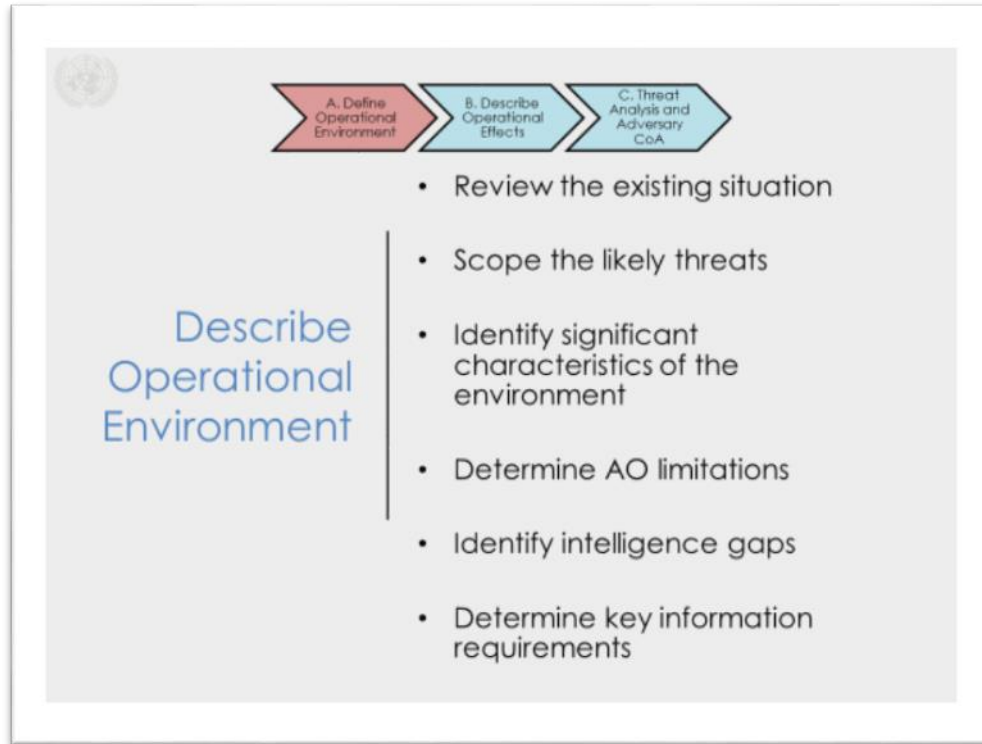 A. Define
Operational
Environment
B. Describe
Operational
Effects
C. Threat
Analysis and
Adversary
CoA
Describe
Operational
Environment
• Review the existing situation
• Scope the likely threats
• Identify significant
characteristics of the
environment
• Determine AO limitations
• Identify intelligence gaps
• Determine key information
requirements